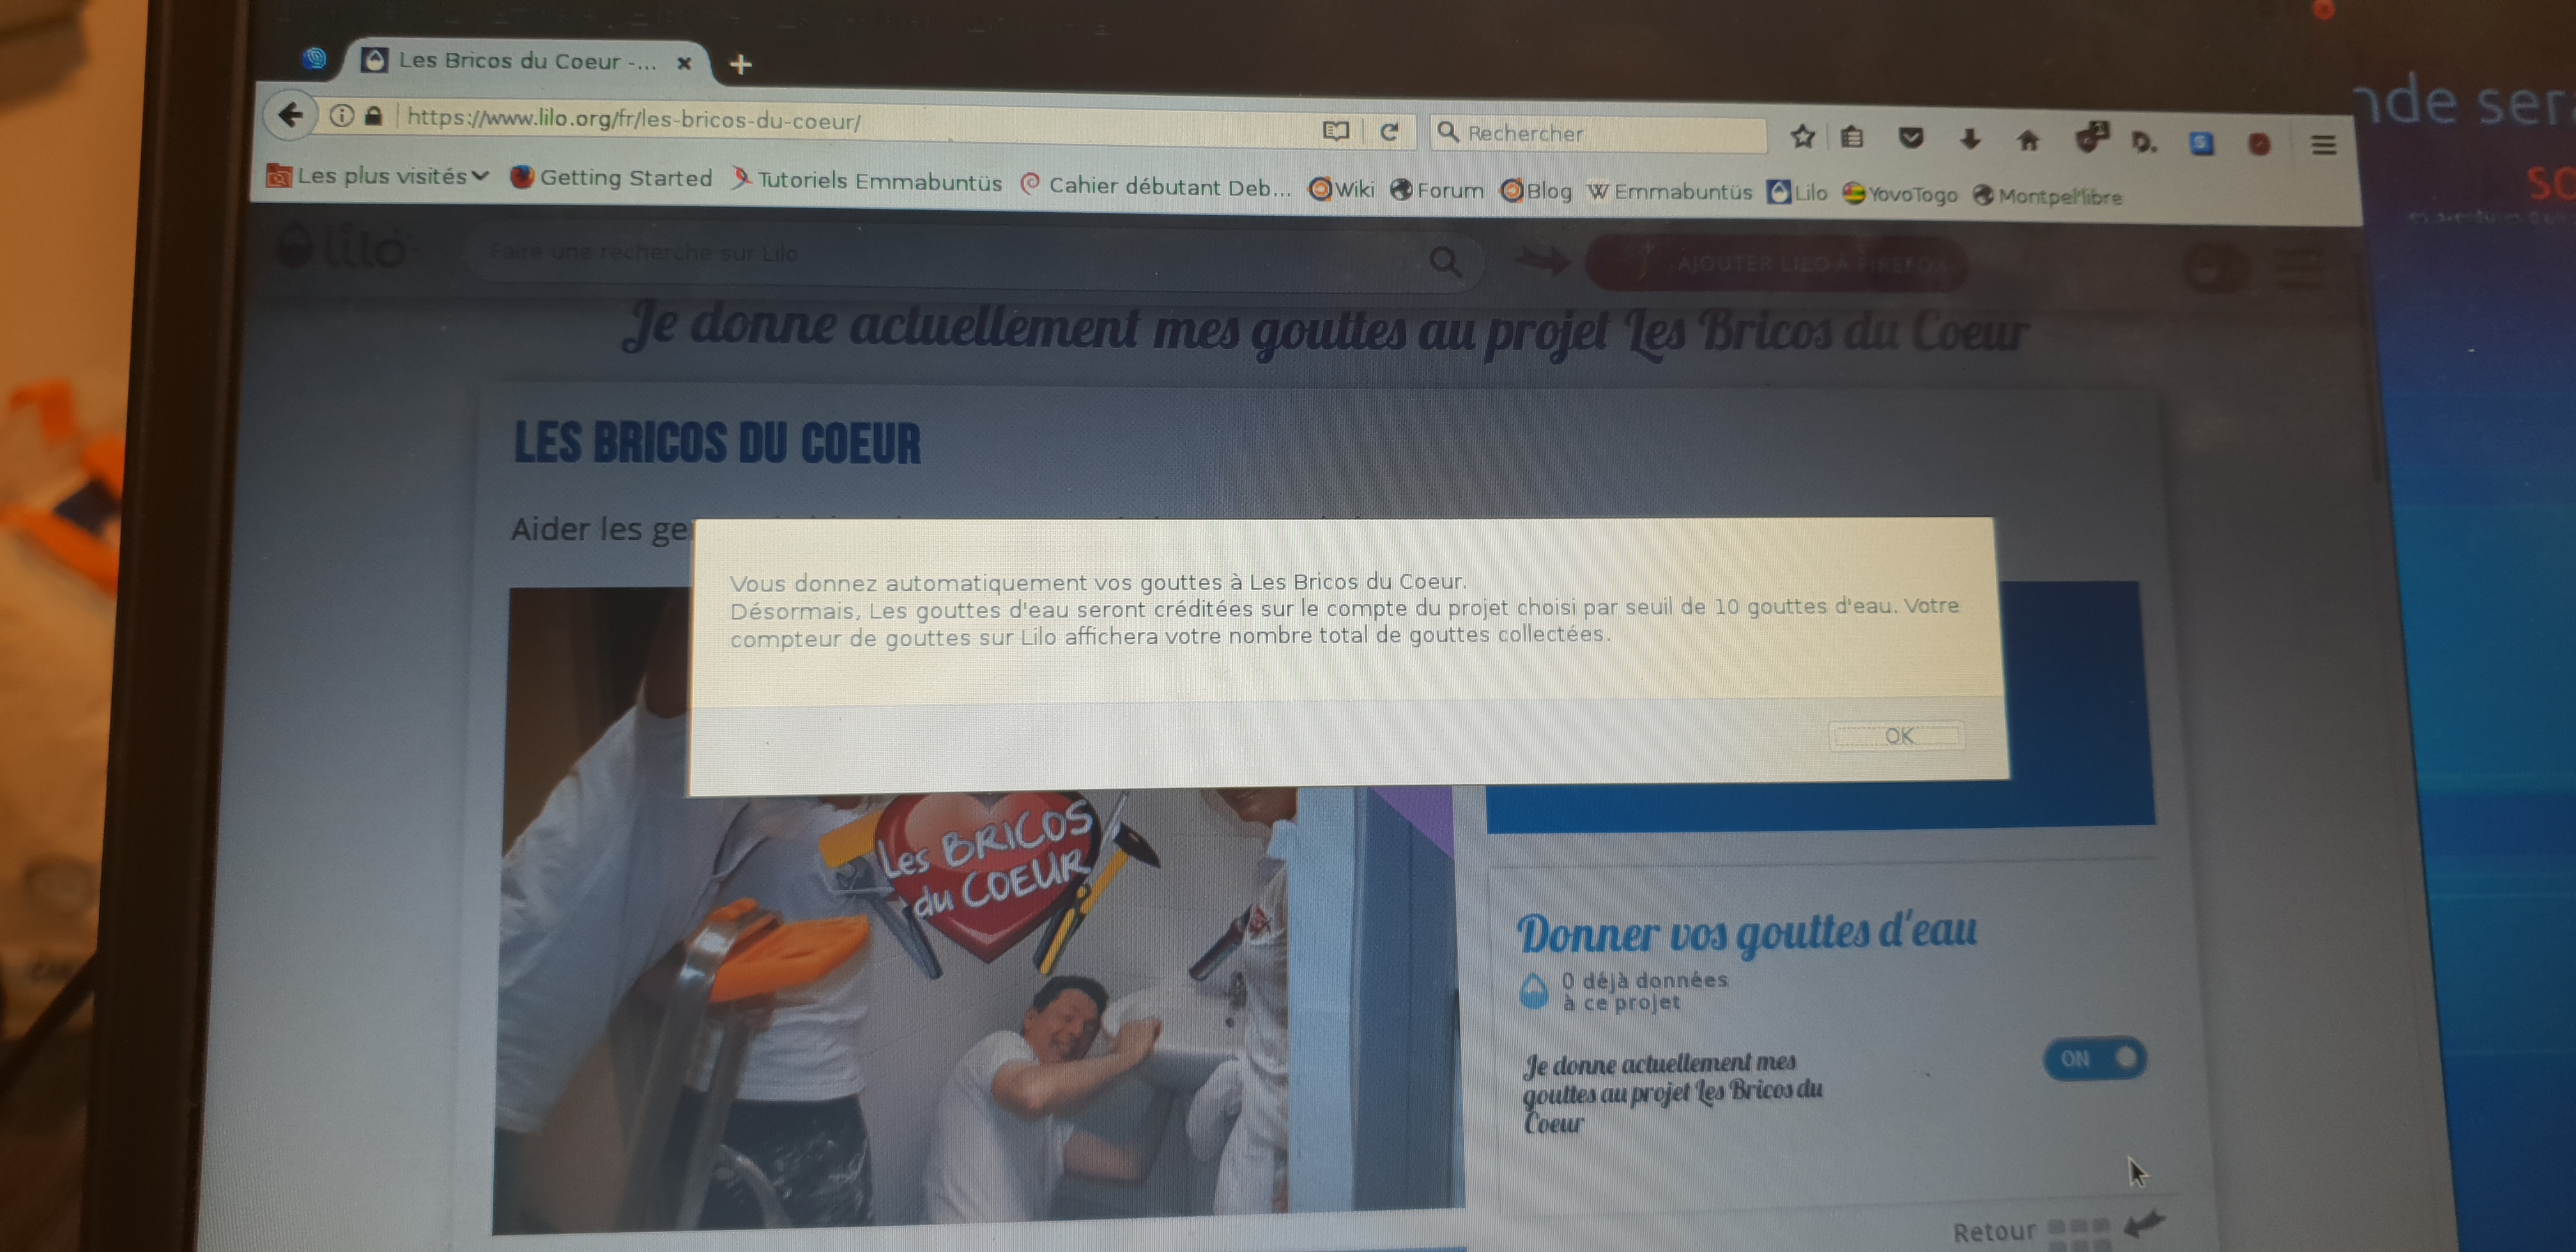 Les Bricos du Coeur -...
https://www.lilo.org/fr/les-bricos-du-coeur/
Rechercher
Les plus visités
Getting Started
Tutoriels Emmabuntüs
Cahier débutant Deb...
Wiki
Forum
Blog
Emmabuntüs
Lilo
YovoTogo
Montpel'libre
nde ser
so
lilo
Faire une recherche sur Lilo
AJOUTER LILO À FIREFOX
Je donne actuellement mes gouttes au projet Les Bricos du Coeur
LES BRICOS DU COEUR
Aider les ge
Vous donnez automatiquement vos gouttes à Les Bricos du Coeur.
Désormais, Les gouttes d'eau seront créditées sur le compte du projet choisi par seuil de 10 gouttes d'eau. Votre
compteur de gouttes sur Lilo affichera votre nombre total de gouttes collectées.
OK
Les BRICOS
du COEUR
Donner vos gouttes d'eau
0 déjà données
à ce projet
Je donne actuellement mes
gouttes au projet Les Bricos du
Coeur
ON
Retour